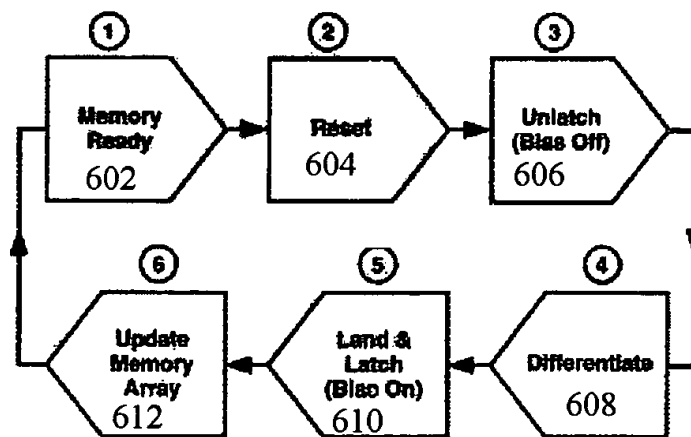 1
2
3
Memory
Ready
602
Reset
604
Unlatch
(Bias Off)
606
6
5
4
Update
Memory
Array
612
Land &
Latch
(Bias On)
610
Differentiate
608